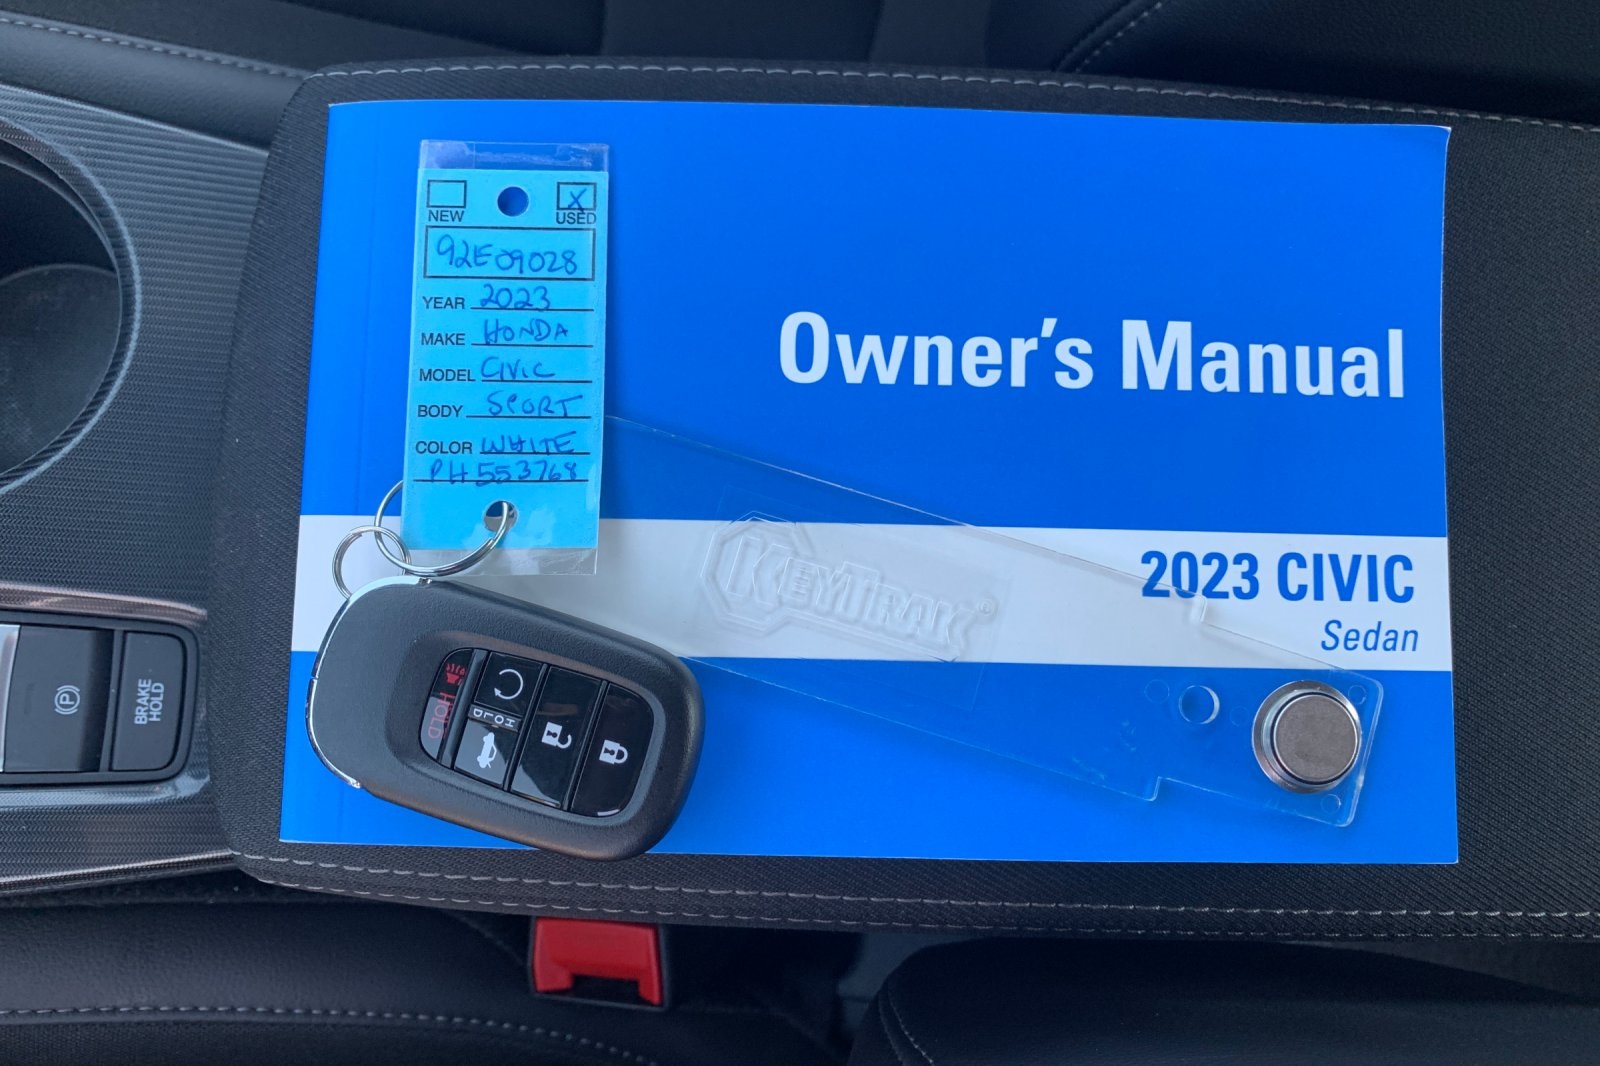 NEW
USED
X
92E09028
YEAR 2023
MAKE HONDA
MODEL CIVIC
BODY SPORT
COLOR WHITE
PH553768
Owner's Manual
2023 CIVIC
Sedan
KEYTRAK®
HOLD
HOLD
P
BRAKE
HOLD